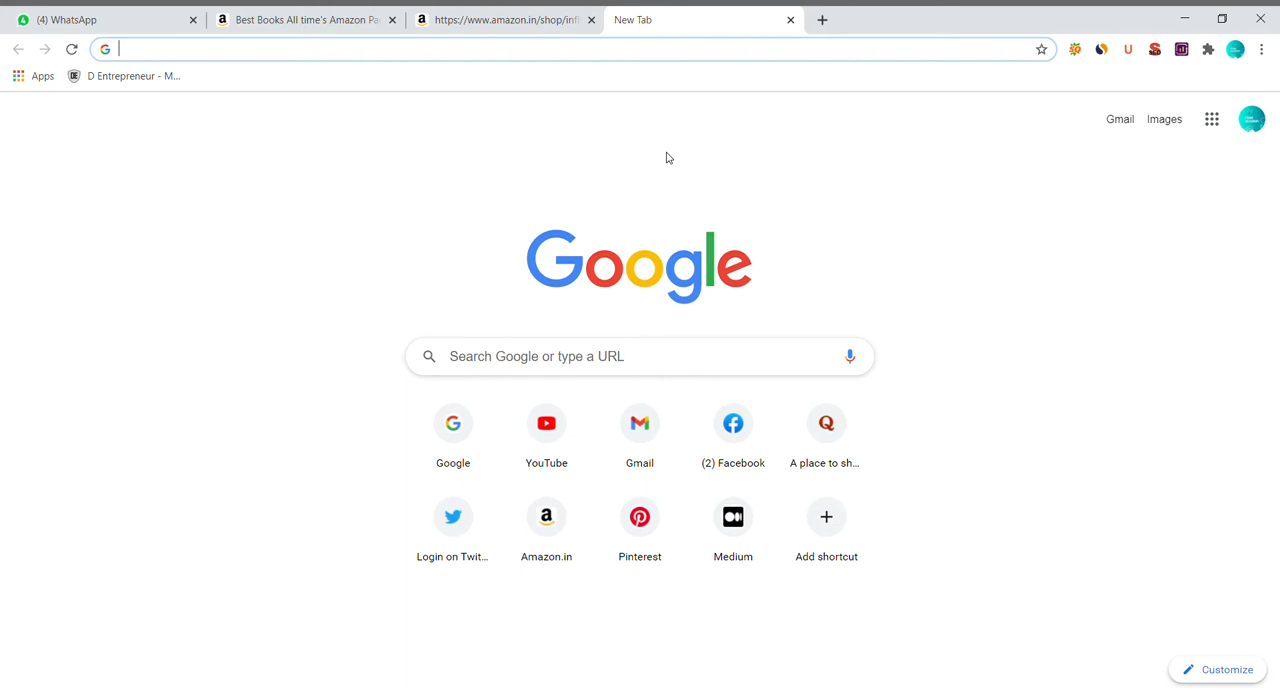 (4) WhatsApp
Best Books All time's Amazon Pa
https://www.amazon.in/shop/infl
New Tab
Apps
D Entrepreneur - M...
Gmail Images
Google
Search Google or type a URL
Google YouTube Gmail (2) Facebook A place to sh...
Login on Twit... Amazon.in Pinterest Medium Add shortcut
Customize